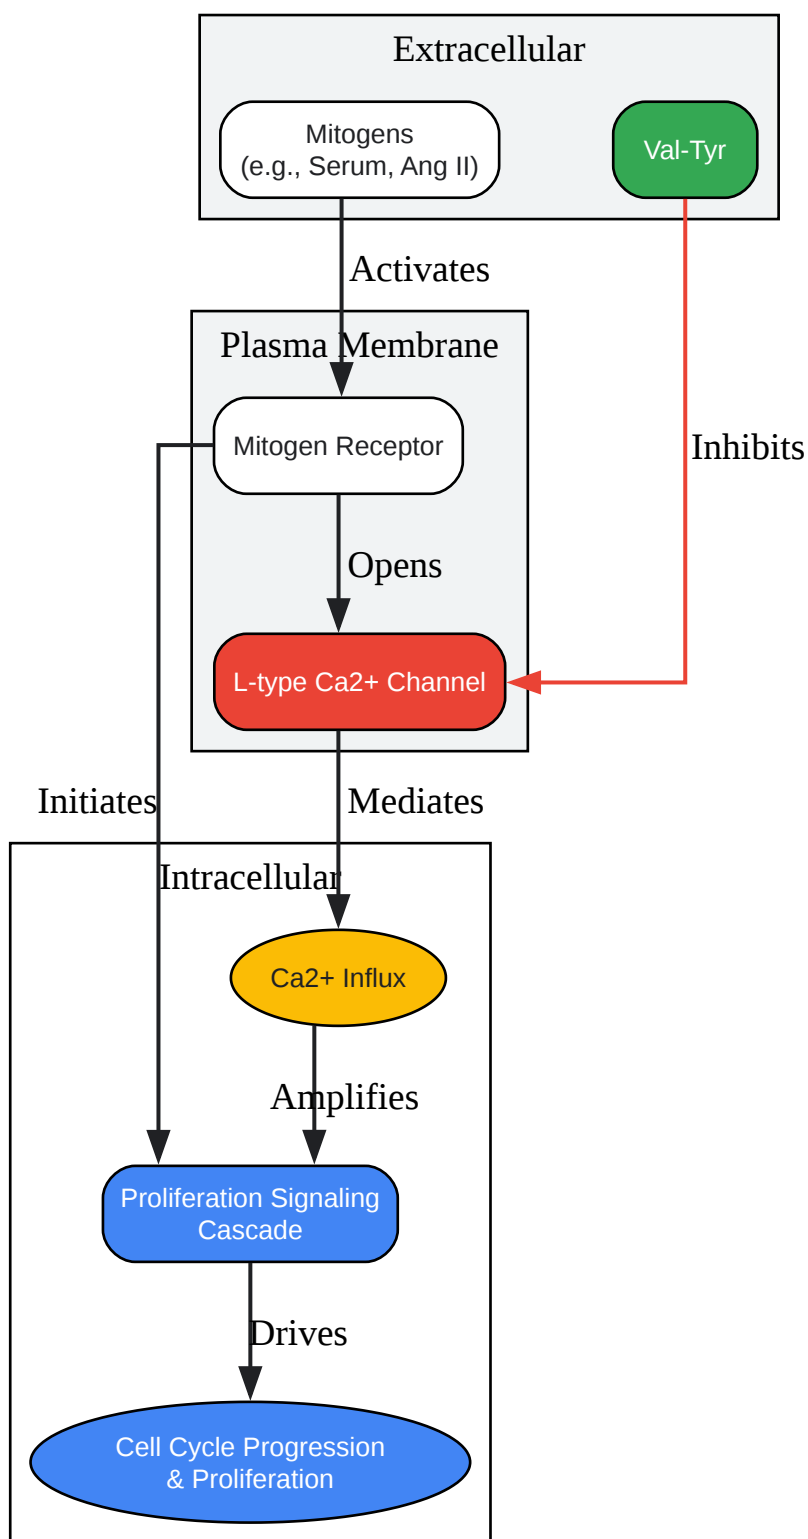 Extracellular
Mitogens
(e.g., Serum, Ang II)
Val-Tyr
Activates
Plasma Membrane
Mitogen Receptor
Inhibits
Opens
L-type Ca2+ Channel
Initiates
Mediates
Intracellular
Ca2+ Influx
Amplifies
Proliferation Signaling
Cascade
Drives
Cell Cycle Progression
& Proliferation